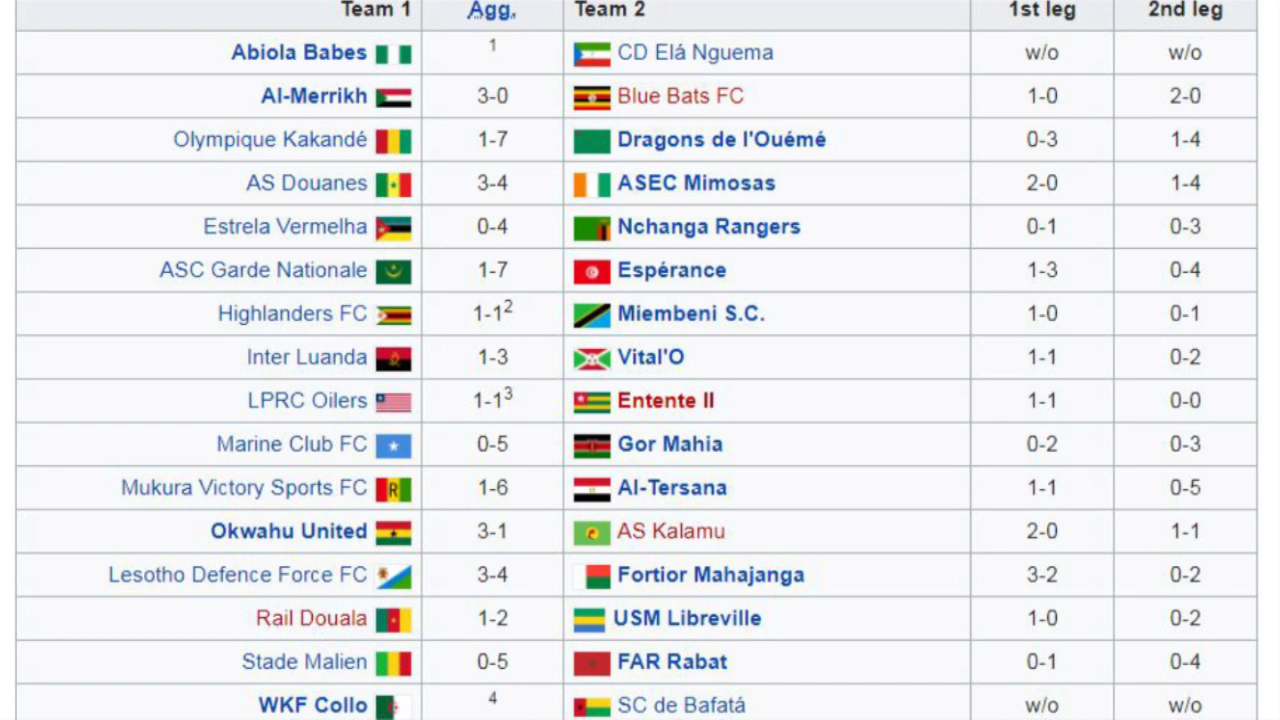 Team 1 Agg. Team 2 1st leg 2nd leg
Abiola Babes 1 CD Elá Nguema w/o w/o
Al-Merrikh 3-0 Blue Bats FC 1-0 2-0
Olympique Kakandé 1-7 Dragons de l'Ouémé 0-3 1-4
AS Douanes 3-4 ASEC Mimosas 2-0 1-4
Estrela Vermelha 0-4 Nchanga Rangers 0-1 0-3
ASC Garde Nationale 1-7 Espérance 1-3 0-4
Highlanders FC 1-1² Miembeni S.C. 1-0 0-1
Inter Luanda 1-3 Vital'O 1-1 0-2
LPRC Oilers 1-1³ Entente II 1-1 0-0
Marine Club FC 0-5 Gor Mahia 0-2 0-3
Mukura Victory Sports FC R 1-6 Al-Tersana 1-1 0-5
Okwahu United 3-1 AS Kalamu 2-0 1-1
Lesotho Defence Force FC 3-4 Fortior Mahajanga 3-2 0-2
Rail Douala 1-2 USM Libreville 1-0 0-2
Stade Malien 0-5 FAR Rabat 0-1 0-4
WKF Collo 4 SC de Bafatá w/o w/o